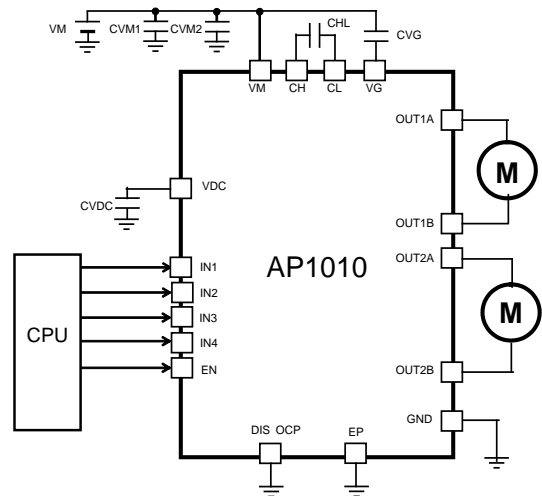 VM CVM1 CVM2 CHL CVG
VM CH CL VG
OUT1A
M
VDC
CVDC
OUT1B
OUT2A
AP1010
IN1
IN2
M
IN3
CPU
IN4
EN
OUT2B
GND
DIS OCP EP